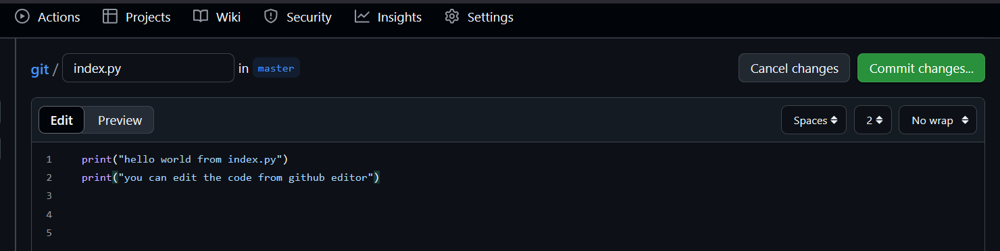 Actions Projects Wiki Security Insights Settings
git / index.py in master Cancel changes Commit changes...
Edit Preview Spaces 2 No wrap
1 print("hello world from index.py")
2 print("you can edit the code from github editor")
3
4
5